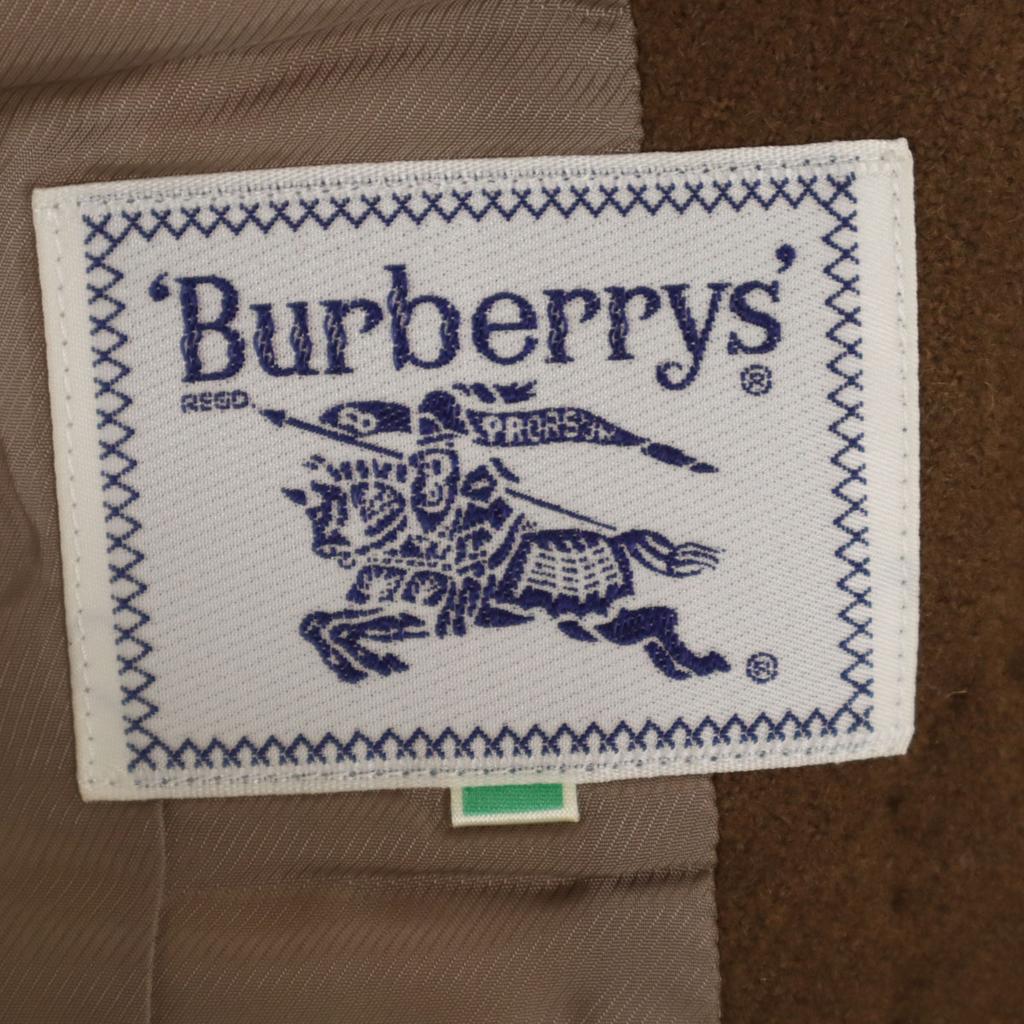 ‘Burberrys’
REGD. ®
PRORSUM
®